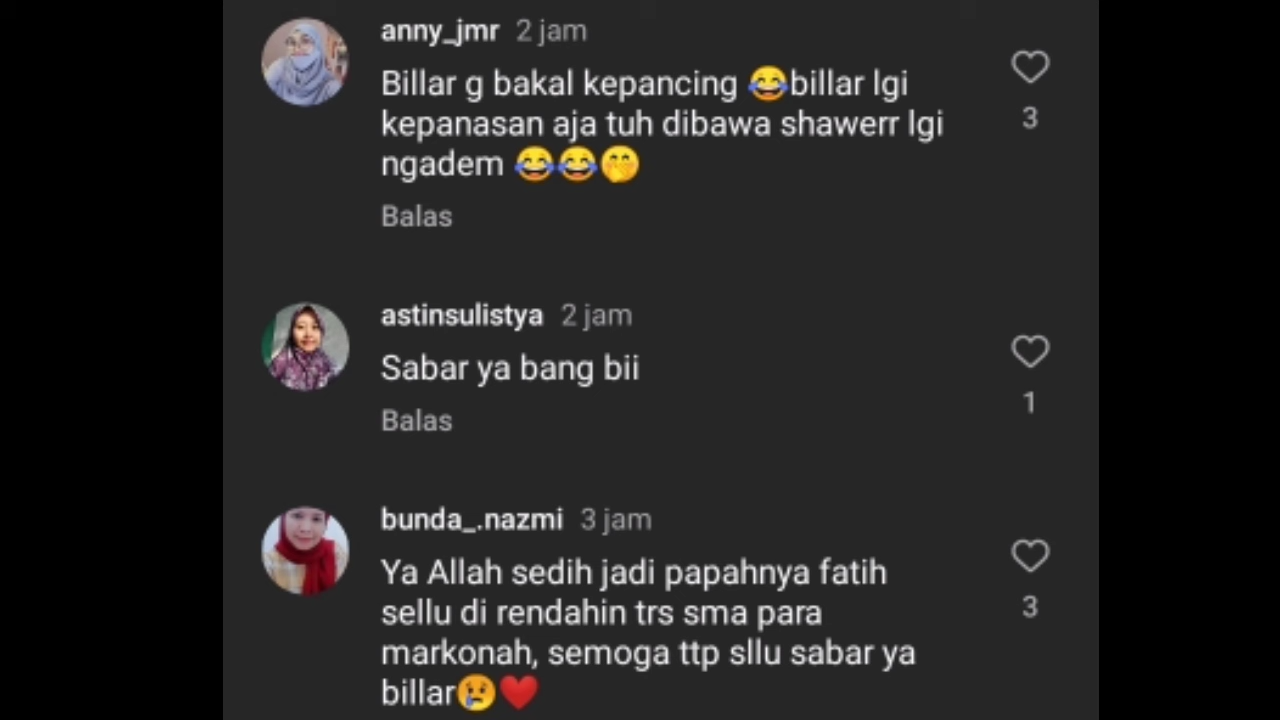 anny_jmr 2 jam
Billar g bakal kepancing 😂billar lgi
kepanasan aja tuh dibawa shawerr lgi
ngadem 😂😂🤭
3
Balas
astinsulistya 2 jam
Sabar ya bang bii
1
Balas
bunda_.nazmi 3 jam
Ya Allah sedih jadi papahnya fatih
sellu di rendahin trs sma para
markonah, semoga ttp sllu sabar ya
billar😢❤️
3